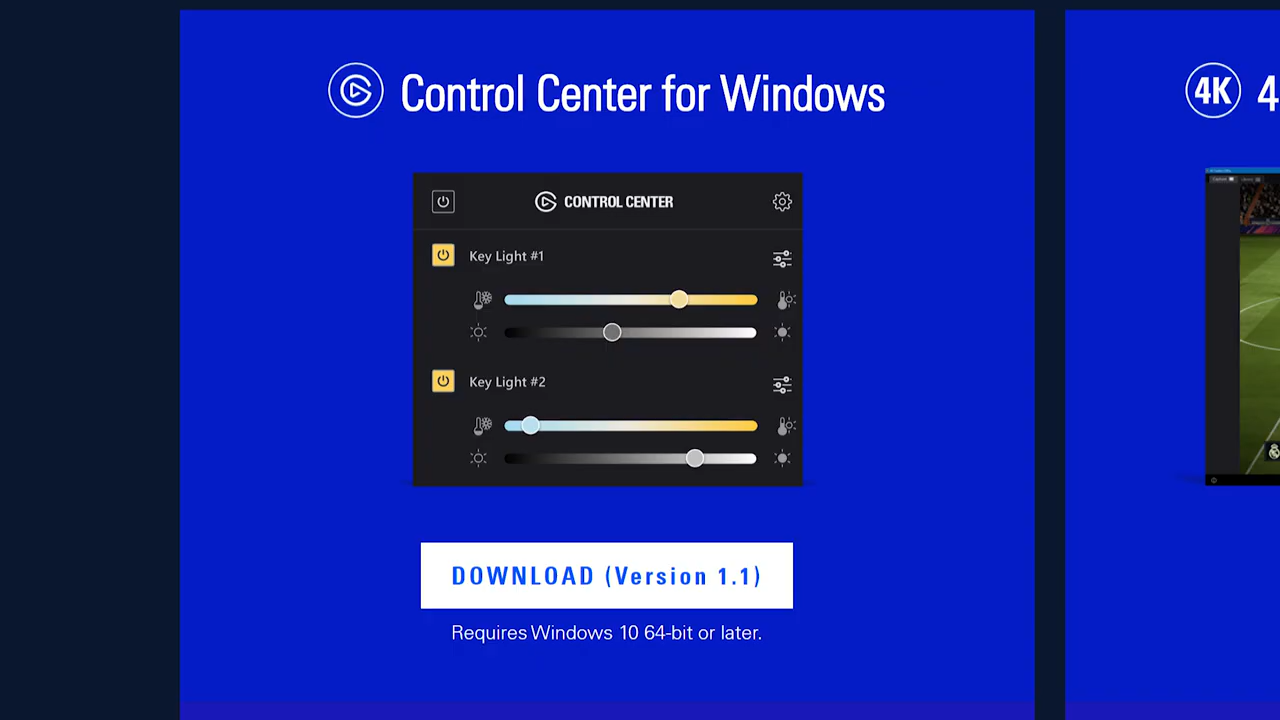 Control Center for Windows
4K 4
CONTROL CENTER
Key Light #1
Key Light #2
DOWNLOAD (Version 1.1)
Requires Windows 10 64-bit or later.